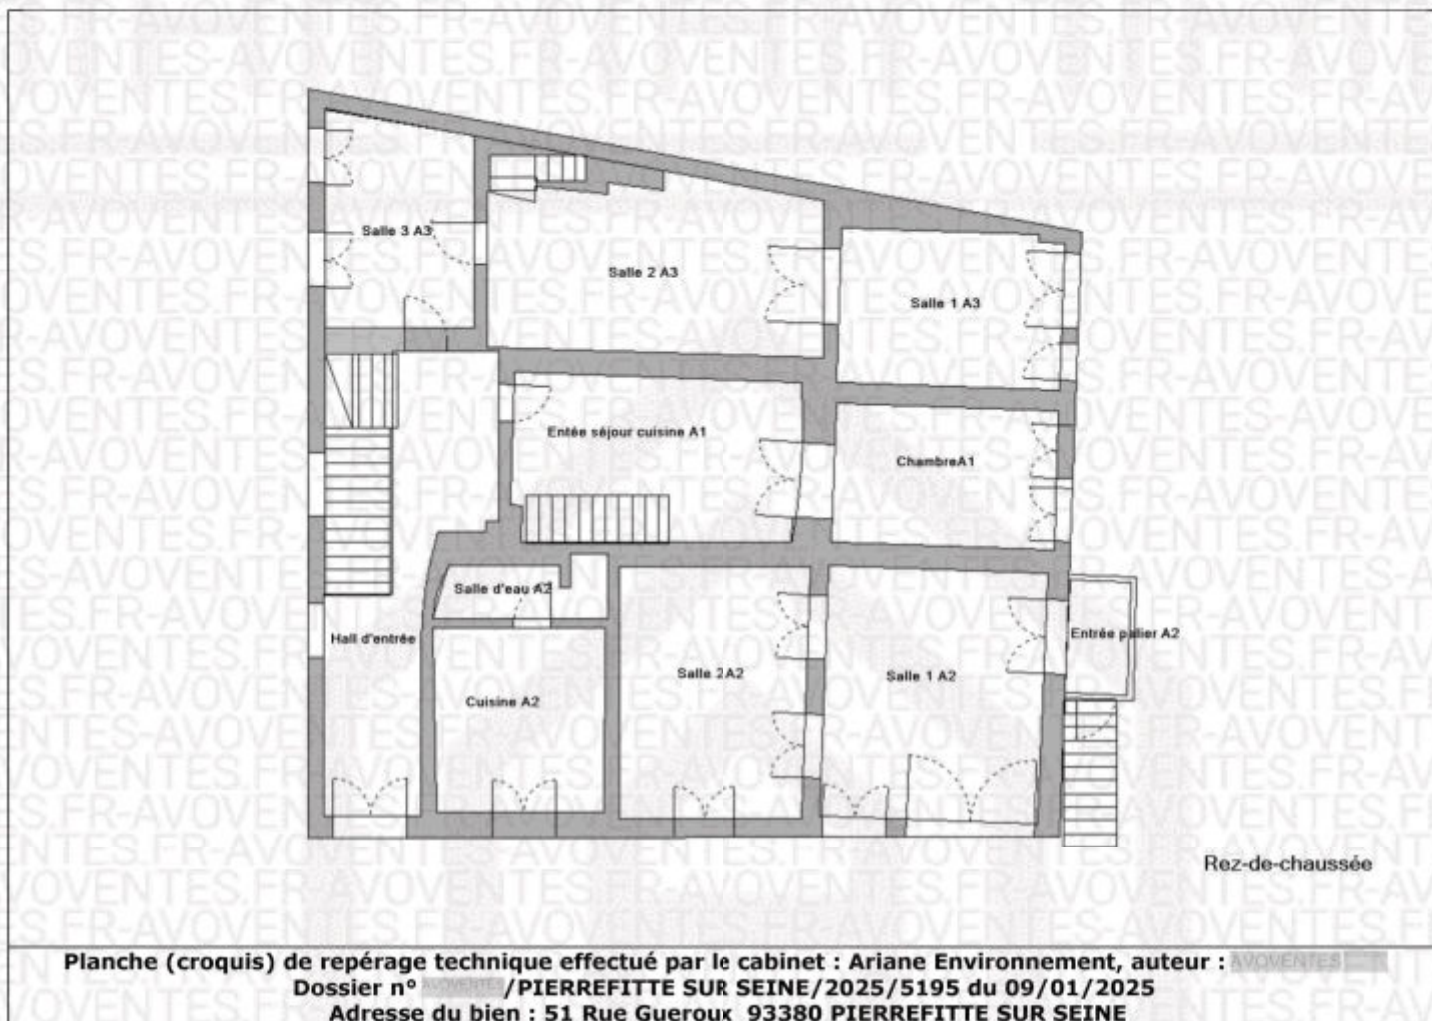 Salle 3 A3
Salle 2 A3
Salle 1 A3
Entée séjour cuisine A1
ChambreA1
Salle d'eau A2
Hall d'entrée
Entrée palier A2
Salle 2A2
Salle 1 A2
Cuisine A2
Rez-de-chaussée
Planche (croquis) de repérage technique effectué par le cabinet : Ariane Environnement, auteur : AVOVENTES
Dossier n° AVOVENTES /PIERREFITTE SUR SEINE/2025/5195 du 09/01/2025
Adresse du bien : 51 Rue Gueroux 93380 PIERREFITTE SUR SEINE